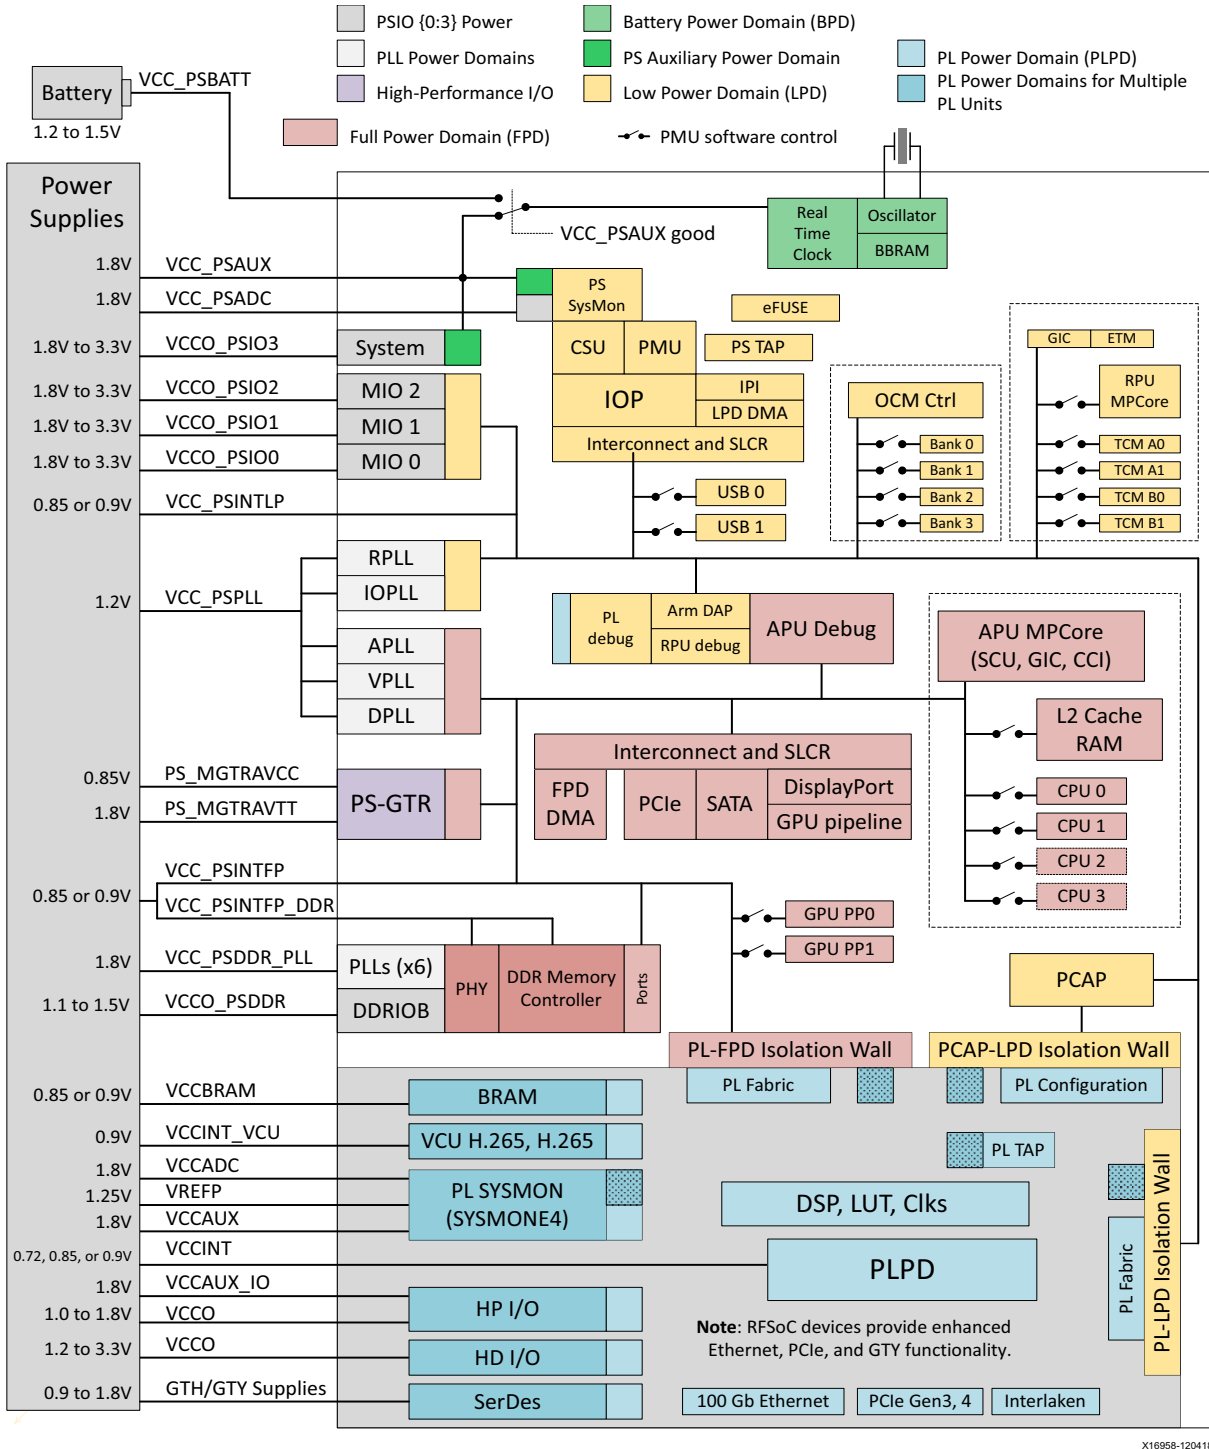 PSIO {0:3} Power
PLL Power Domains
High-Performance I/O
Full Power Domain (FPD)
Battery Power Domain (BPD)
PS Auxiliary Power Domain
Low Power Domain (LPD)
PMU software control
PL Power Domain (PLPD)
PL Power Domains for Multiple
PL Units
Battery
VCC_PSBATT
1.2 to 1.5V
Power
Supplies
VCC_PSAUX good
Real
Time
Clock
Oscillator
BBRAM
1.8V
VCC_PSAUX
1.8V
VCC_PSADC
PS
SysMon
eFUSE
1.8V to 3.3V
VCCO_PSIO3
System
CSU
PMU
PS TAP
GIC
ETM
1.8V to 3.3V
VCCO_PSIO2
MIO 2
IOP
IPI
LPD DMA
OCM Ctrl
RPU
MPCore
1.8V to 3.3V
VCCO_PSIO1
MIO 1
Interconnect and SLCR
Bank 0
TCM A0
1.8V to 3.3V
VCCO_PSIO0
MIO 0
Bank 1
TCM A1
0.85 or 0.9V
VCC_PSINTLP
USB 0
Bank 2
TCM B0
USB 1
Bank 3
TCM B1
RPLL
IOPLL
1.2V
VCC_PSPLL
APLL
VPLL
DPLL
PL
debug
Arm DAP
RPU debug
APU Debug
APU MPCore
(SCU, GIC, CCI)
L2 Cache
RAM
Interconnect and SLCR
FPD
DMA
PCIe
SATA
DisplayPort
GPU pipeline
CPU 0
CPU 1
CPU 2
CPU 3
0.85V
PS_MGTRAVCC
1.8V
PS_MGTRAVTT
PS-GTR
VCC_PSINTFP
0.85 or 0.9V
VCC_PSINTFP_DDR
GPU PP0
GPU PP1
1.8V
VCC_PSDDR_PLL
PLLs (x6)
1.1 to 1.5V
VCCO_PSDDR
DDRIOB
PHY
DDR Memory
Controller
Ports
PCAP
PL-FPD Isolation Wall
PCAP-LPD Isolation Wall
PL Fabric
PL Configuration
0.85 or 0.9V
VCCBRAM
BRAM
0.9V
VCCINT_VCU
VCU H.265, H.265
PL TAP
1.8V
VCCADC
1.25V
VREFP
1.8V
VCCAUX
PL SYSMON
(SYSMONE4)
DSP, LUT, Clks
0.72, 0.85, or 0.9V
VCCINT
PLPD
PL Fabric
PL-LPD Isolation Wall
1.8V
VCCAUX_IO
1.0 to 1.8V
VCCO
HP I/O
1.2 to 3.3V
VCCO
HD I/O
Note: RFSoC devices provide enhanced
Ethernet, PCIe, and GTY functionality.
0.9 to 1.8V
GTH/GTY Supplies
SerDes
100 Gb Ethernet
PCIe Gen3, 4
Interlaken